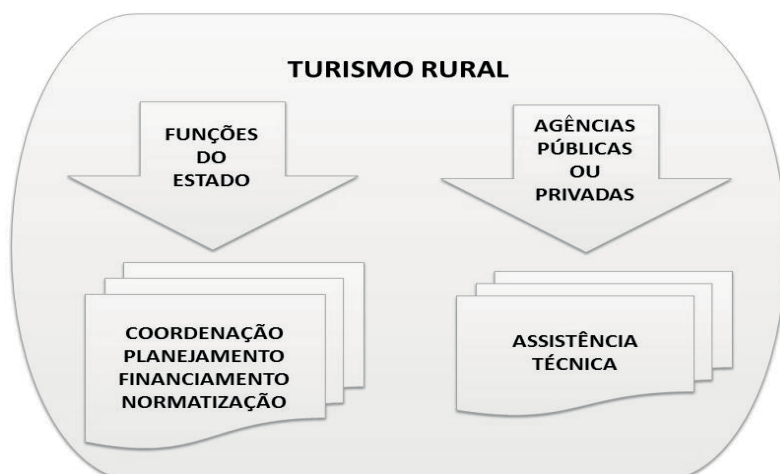 TURISMO RURAL
FUNÇÕES
DO
ESTADO
AGÊNCIAS
PÚBLICAS
OU
PRIVADAS
COORDENAÇÃO
PLANEJAMENTO
FINANCIAMENTO
NORMATIZAÇÃO
ASSISTÊNCIA
TÉCNICA